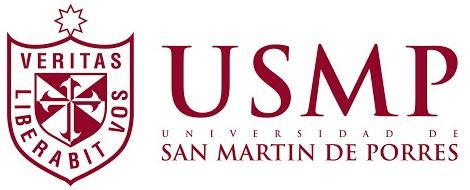 VERITAS
LIBERABIT VOS
USMP
UNIVERSIDAD DE
SAN MARTIN DE PORRES